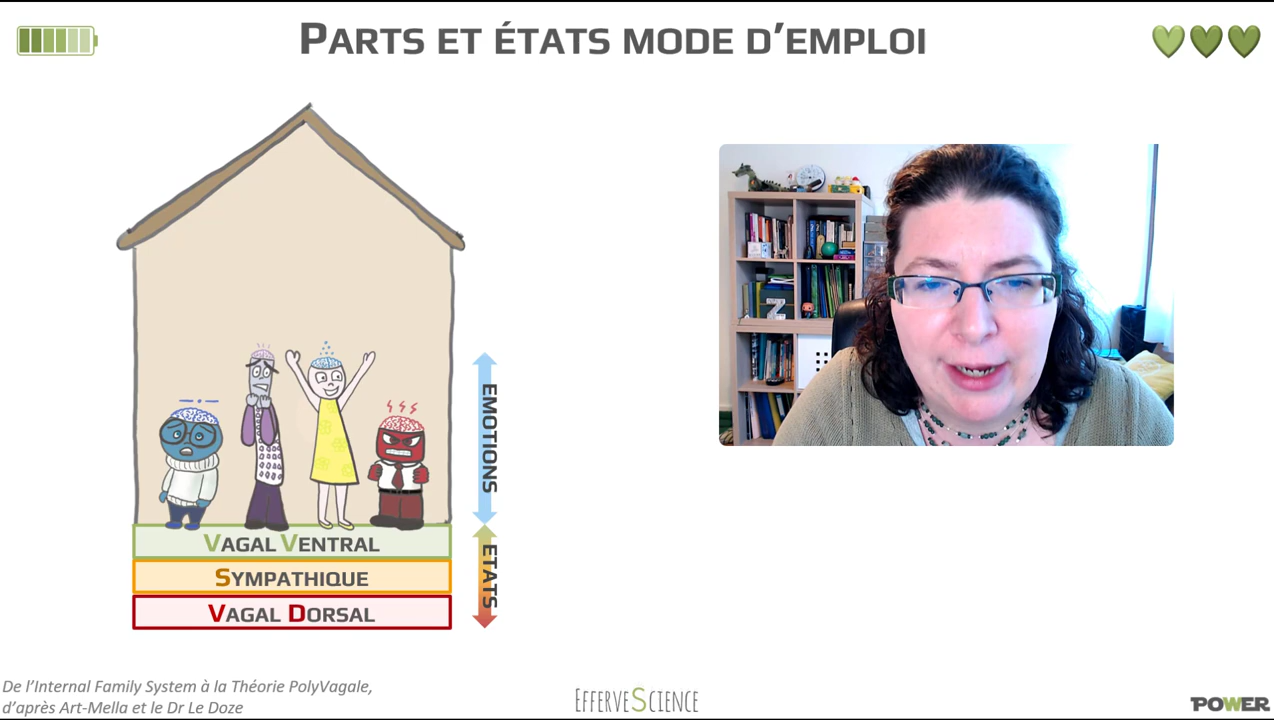 PARTS ET ÉTATS MODE D'EMPLOI
EMOTIONS
VAGAL VENTRAL
SYMPATHIQUE
VAGAL DORSAL
ETATS
De l'Internal Family System à la Théorie PolyVagale,
d'après Art-Mella et le Dr Le Doze
EFFERVESCIENCE
POWER